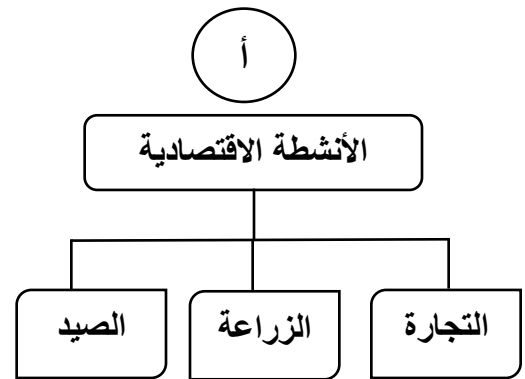 أ
الأنشطة الاقتصادية
التجارة
الزراعة
الصيد